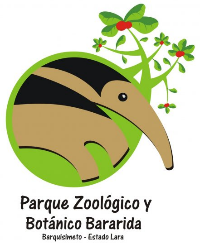 Parque Zoológico y
Botánico Bararida
Barquisimeto - Estado Lara